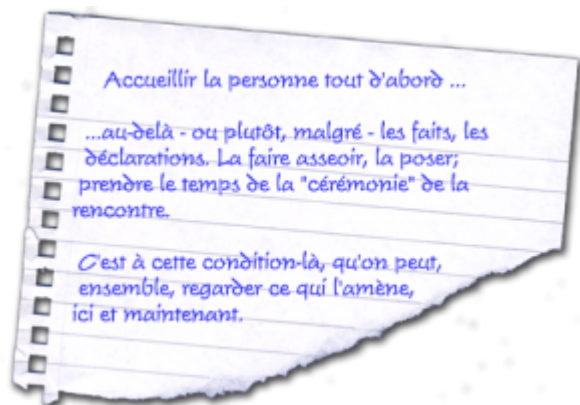 Accueillir la personne tout d'abord ...
...au-delà - ou plutôt, malgré - les faits, les
déclarations. La faire asseoir, la poser;
prendre le temps de la "cérémonie" de la
rencontre.
C'est à cette condition-là, qu'on peut,
ensemble, regarder ce qui l'amène,
ici et maintenant.